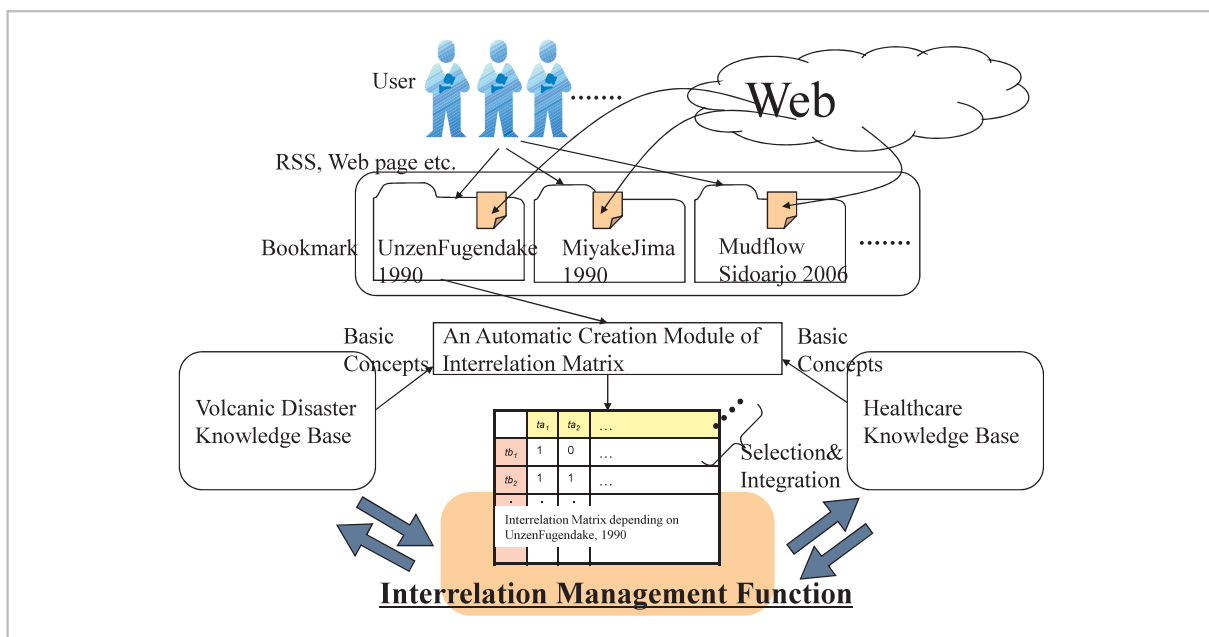 User
.......
Web
RSS, Web page etc.
Bookmark
UnzenFugendake
1990
MiyakeJima
1990
Mudflow
Sidoarjo 2006
.......
Basic
Concepts
An Automatic Creation Module of
Interrelation Matrix
Basic
Concepts
Volcanic Disaster
Knowledge Base
Healthcare
Knowledge Base
ta1 ta2 ...
tb1 1 0 ...
tb2 1 1 ...
. . .
Selection&
Integration
Interrelation Matrix depending on
UnzenFugendake, 1990
Interrelation Management Function